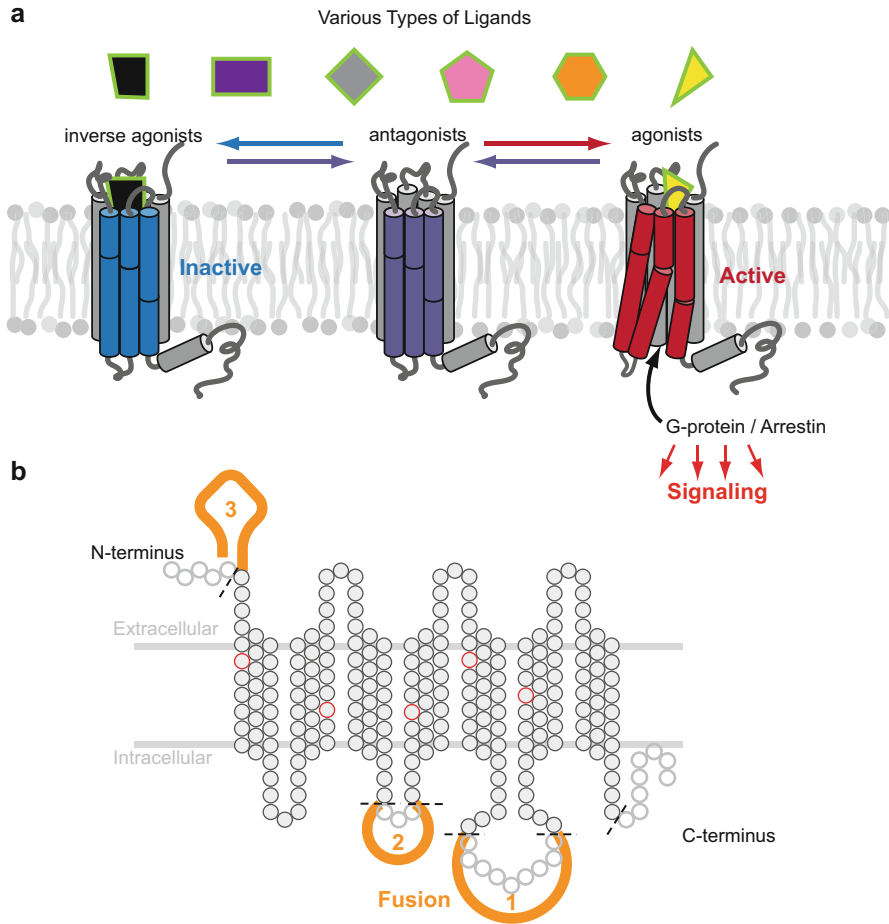 a
Various Types of Ligands
inverse agonists
antagonists
agonists
Inactive
Active
G-protein / Arrestin
Signaling
b
3
N-terminus
Extracellular
Intracellular
2
1
C-terminus
Fusion